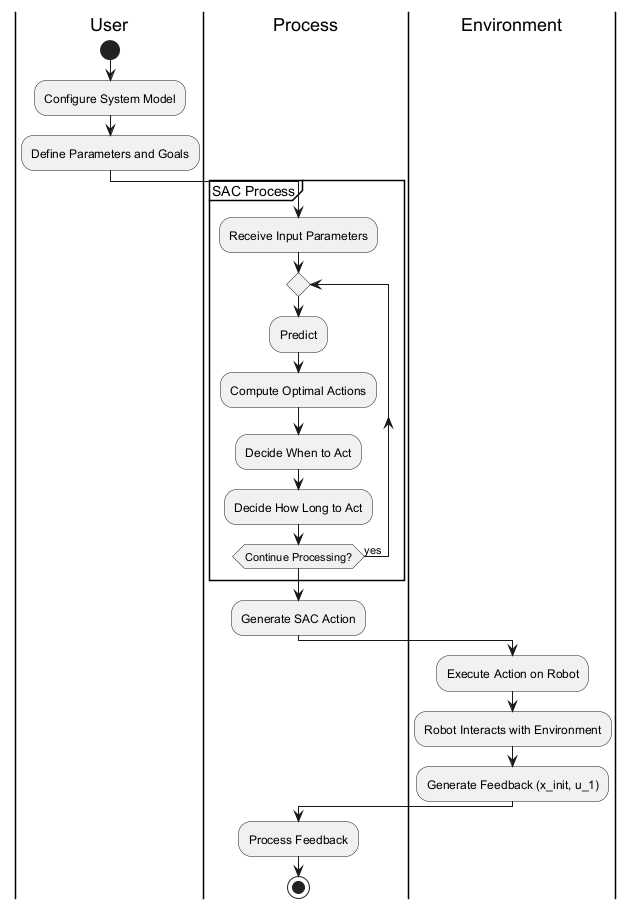 User
Process
Environment
Configure System Model
Define Parameters and Goals
SAC Process
Receive Input Parameters
Predict
Compute Optimal Actions
Decide When to Act
Decide How Long to Act
Continue Processing?
yes
Generate SAC Action
Execute Action on Robot
Robot Interacts with Environment
Generate Feedback (x_init, u_1)
Process Feedback